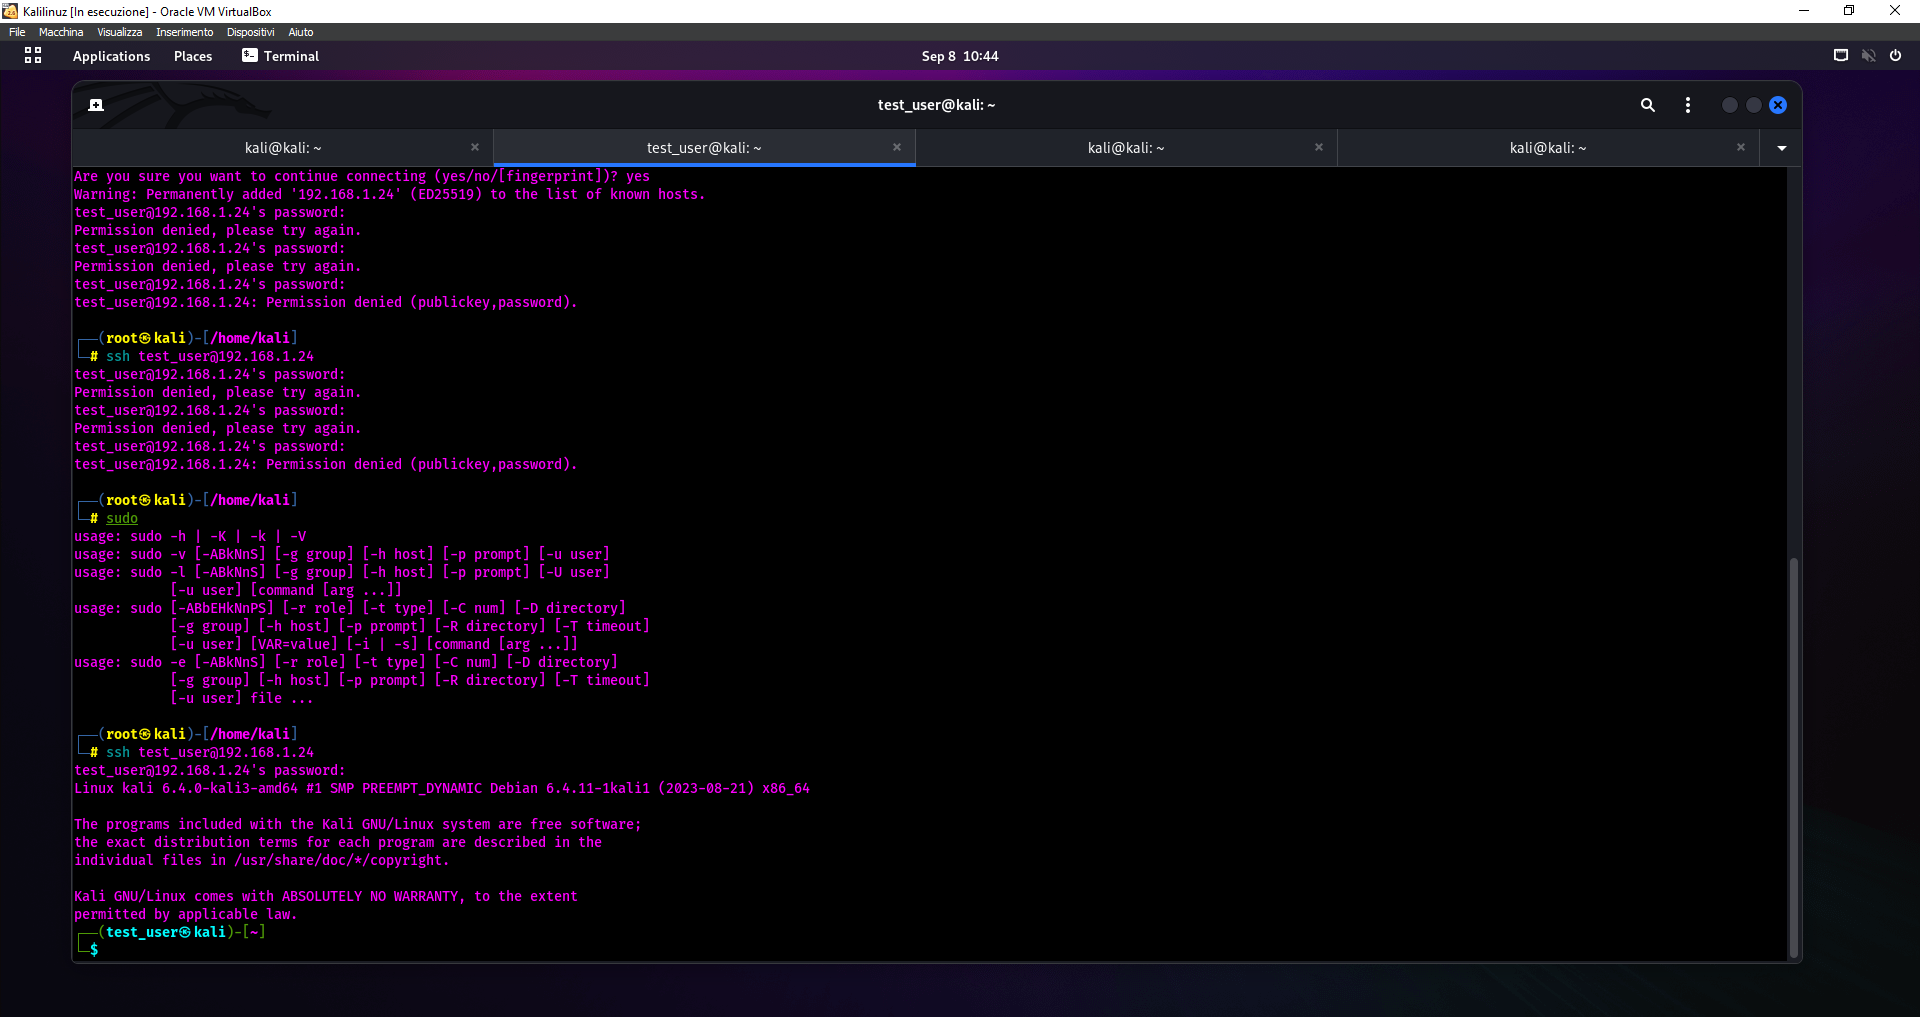 Kalilinuz [In esecuzione] - Oracle VM VirtualBox
File Macchina Visualizza Inserimento Dispositivi Aiuto
Applications Places Terminal Sep 8 10:44
test_user@kali: ~
kali@kali: ~ test_user@kali: ~ kali@kali: ~ kali@kali: ~
Are you sure you want to continue connecting (yes/no/[fingerprint])? yes
Warning: Permanently added '192.168.1.24' (ED25519) to the list of known hosts.
test_user@192.168.1.24's password:
Permission denied, please try again.
test_user@192.168.1.24's password:
Permission denied, please try again.
test_user@192.168.1.24's password:
test_user@192.168.1.24: Permission denied (publickey,password).
┌──(root㉿kali)-[/home/kali]
└─# ssh test_user@192.168.1.24
test_user@192.168.1.24's password:
Permission denied, please try again.
test_user@192.168.1.24's password:
Permission denied, please try again.
test_user@192.168.1.24's password:
test_user@192.168.1.24: Permission denied (publickey,password).
┌──(root㉿kali)-[/home/kali]
└─# sudo
usage: sudo -h | -K | -k | -V
usage: sudo -v [-ABkNnS] [-g group] [-h host] [-p prompt] [-u user]
usage: sudo -l [-ABkNnS] [-g group] [-h host] [-p prompt] [-U user]
[-u user] [command [arg ...]]
usage: sudo [-ABbEHkNnPS] [-r role] [-t type] [-C num] [-D directory]
[-g group] [-h host] [-p prompt] [-R directory] [-T timeout]
[-u user] [VAR=value] [-i | -s] [command [arg ...]]
usage: sudo -e [-ABkNnS] [-r role] [-t type] [-C num] [-D directory]
[-g group] [-h host] [-p prompt] [-R directory] [-T timeout]
[-u user] file ...
┌──(root㉿kali)-[/home/kali]
└─# ssh test_user@192.168.1.24
test_user@192.168.1.24's password:
Linux kali 6.4.0-kali3-amd64 #1 SMP PREEMPT_DYNAMIC Debian 6.4.11-1kali1 (2023-08-21) x86_64
The programs included with the Kali GNU/Linux system are free software;
the exact distribution terms for each program are described in the
individual files in /usr/share/doc/*/copyright.
Kali GNU/Linux comes with ABSOLUTELY NO WARRANTY, to the extent
permitted by applicable law.
┌──(test_user㉿kali)-[~]
└─$